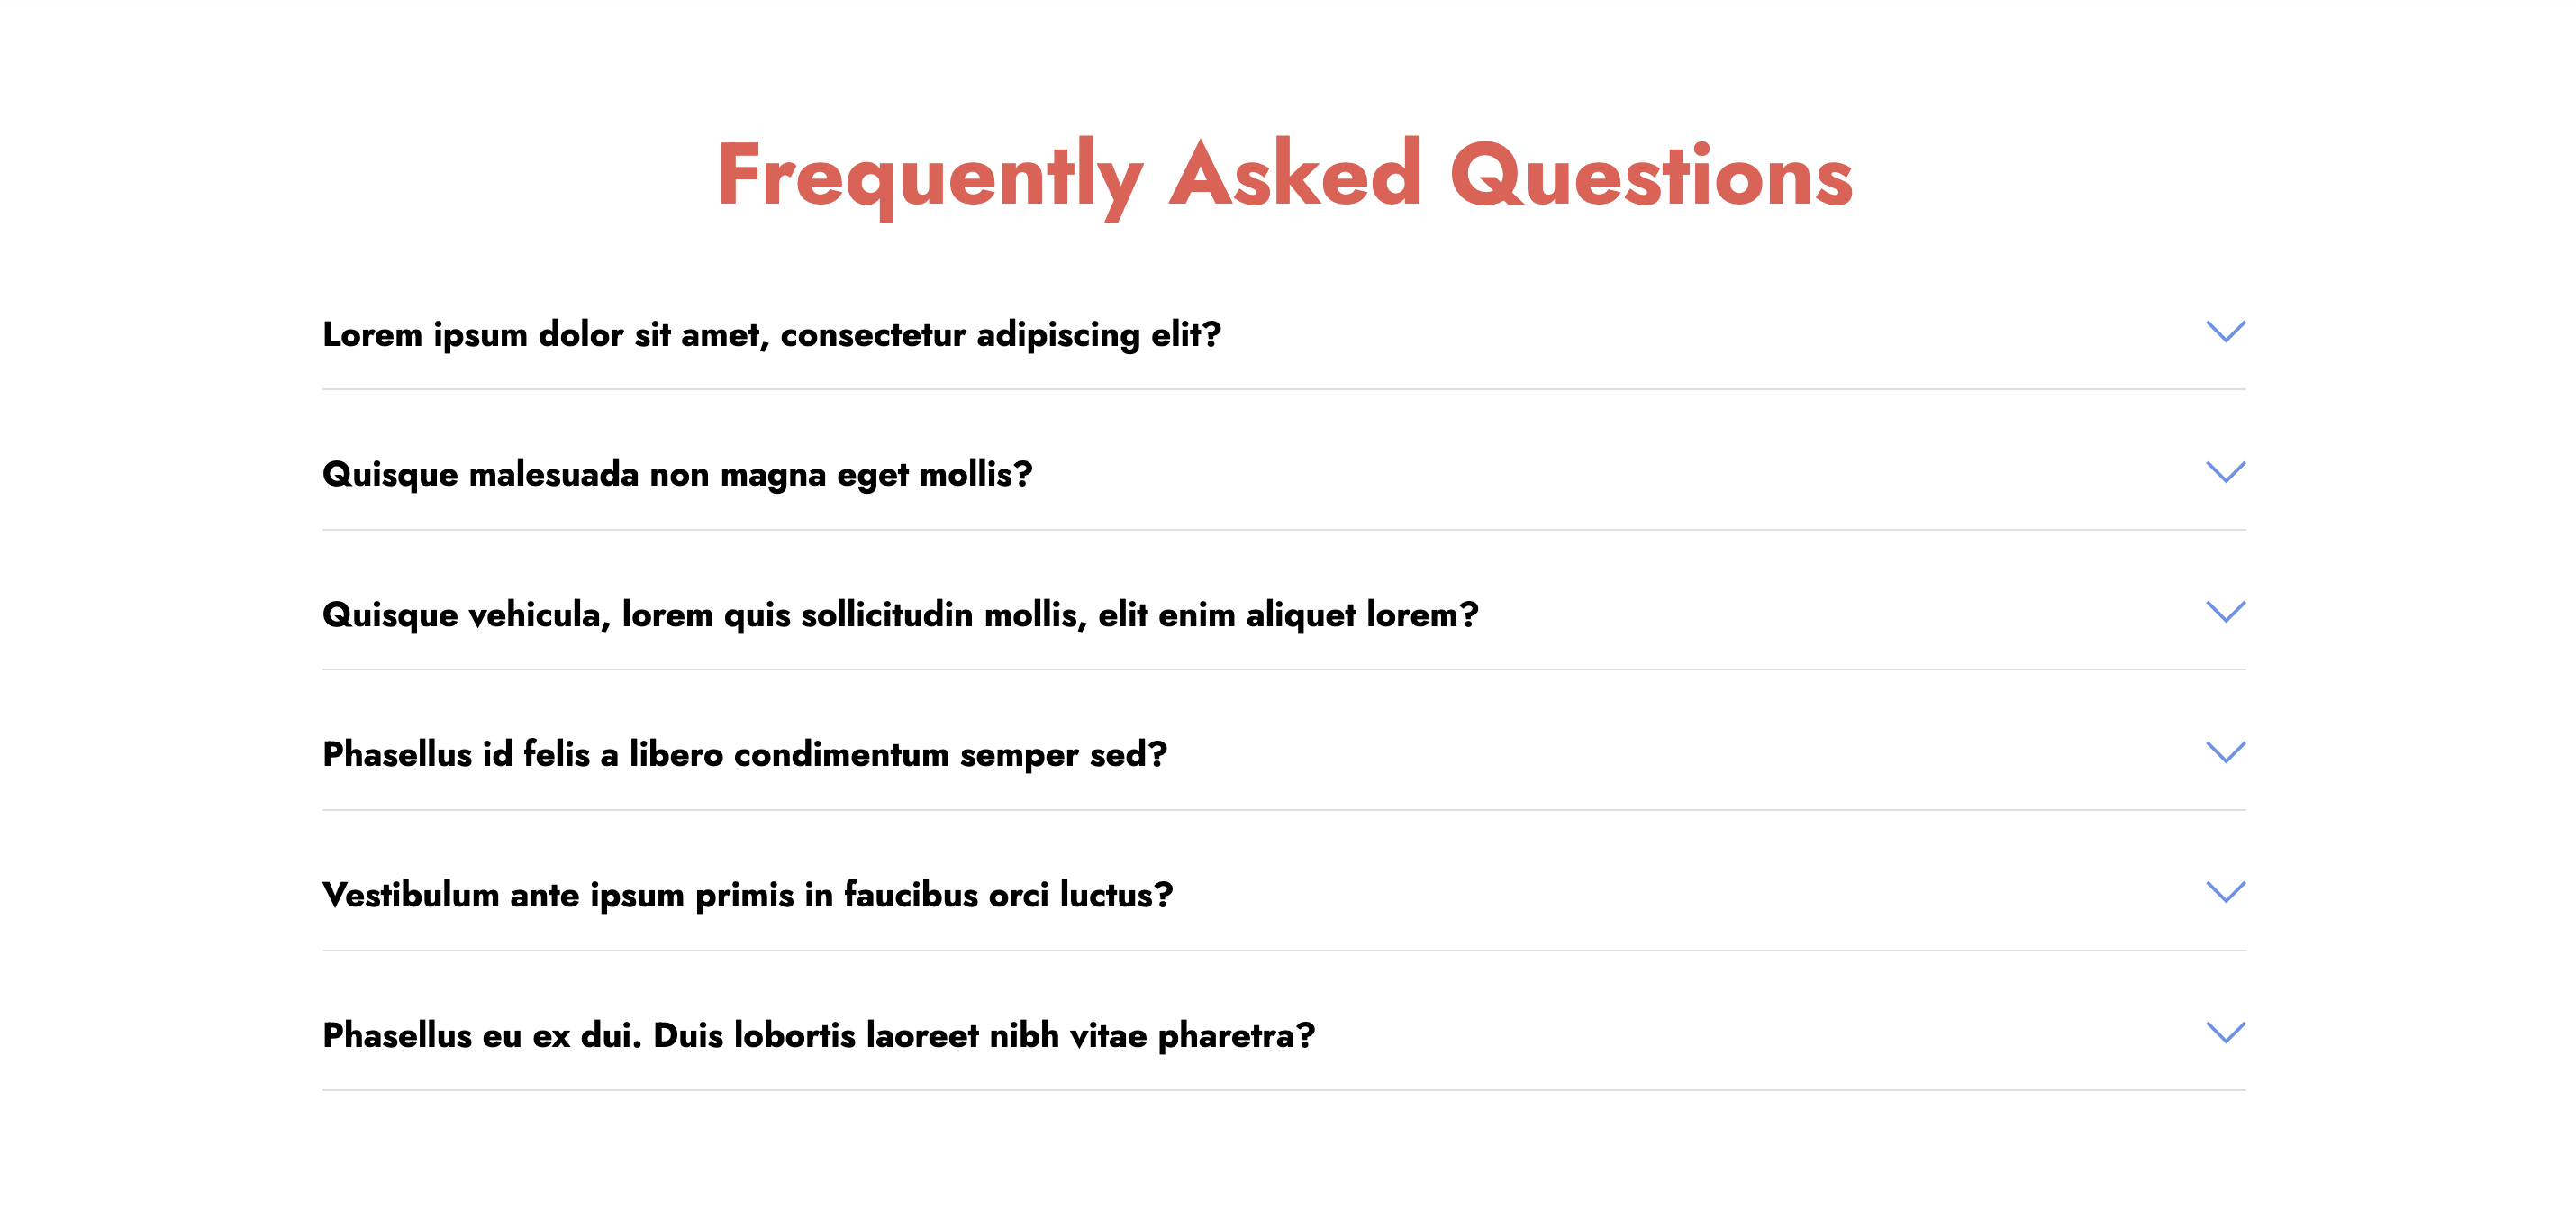 Frequently Asked Questions
Lorem ipsum dolor sit amet, consectetur adipiscing elit?
Quisque malesuada non magna eget mollis?
Quisque vehicula, lorem quis sollicitudin mollis, elit enim aliquet lorem?
Phasellus id felis a libero condimentum semper sed?
Vestibulum ante ipsum primis in faucibus orci luctus?
Phasellus eu ex dui. Duis lobortis laoreet nibh vitae pharetra?